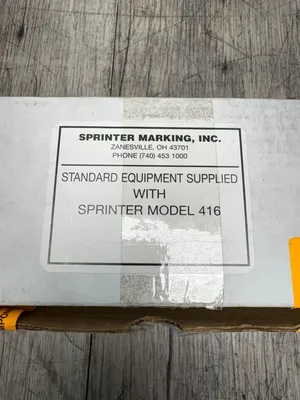 SPRINTER MARKING, INC.
ZANESVILLE, OH 43701
PHONE (740) 453 1000
STANDARD EQUIPMENT SUPPLIED
WITH
SPRINTER MODEL 416